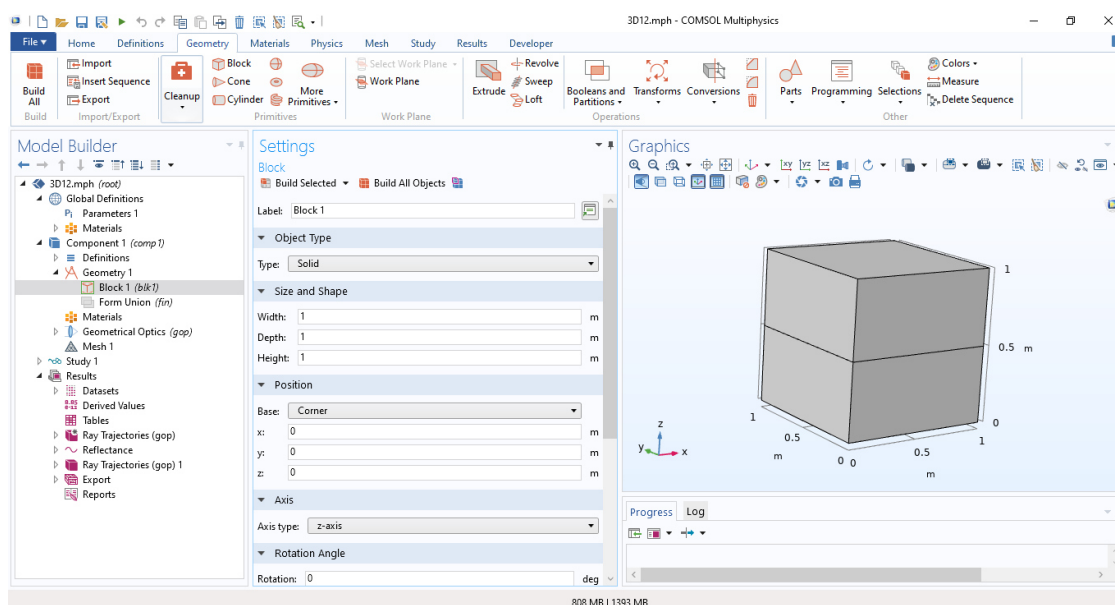 3D12.mph - COMSOL Multiphysics
File Home Definitions Geometry Materials Physics Mesh Study Results Developer
Build All
Build
Import
Insert Sequence
Export
Import/Export
Cleanup
Block
Cone
Cylinder
More Primitives
Primitives
Select Work Plane
Work Plane
Work Plane
Extrude
Revolve
Sweep
Loft
Booleans and Partitions
Transforms
Conversions
Operations
Parts
Programming
Selections
Colors
Measure
Delete Sequence
Other
Model Builder
3D12.mph (root)
Global Definitions
Pi Parameters 1
Materials
Component 1 (comp1)
Definitions
Geometry 1
Block 1 (blk1)
Form Union (fin)
Materials
Geometrical Optics (gop)
Mesh 1
Study 1
Results
Datasets
8.85 e-12 Derived Values
Tables
Ray Trajectories (gop)
Reflectance
Ray Trajectories (gop) 1
Export
Reports
Settings
Block
Build Selected Build All Objects
Label: Block 1
Object Type
Type: Solid
Size and Shape
Width: 1 m
Depth: 1 m
Height: 1 m
Position
Base: Corner
x: 0 m
y: 0 m
z: 0 m
Axis
Axis type: z-axis
Rotation Angle
Rotation: 0 deg
Graphics
xy yz xz
1
0.5 m
0
1
0.5
m
0 0
0.5
1
m
z
y x
Progress Log
808 MB | 1393 MB